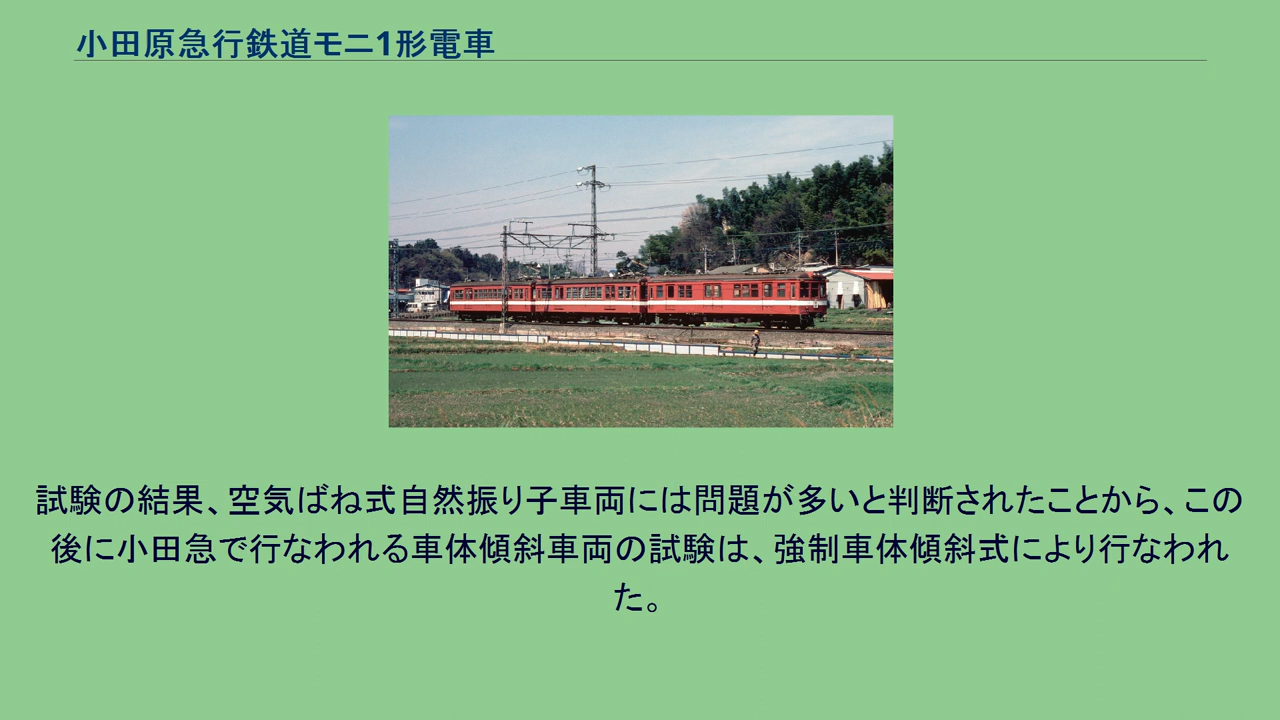 小田原急行鉄道モニ1形電車
試験の結果、空気ばね式自然振り子車両には問題が多いと判断されたことから、この
後に小田急で行なわれる車体傾斜車両の試験は、強制車体傾斜式により行なわれ
た。